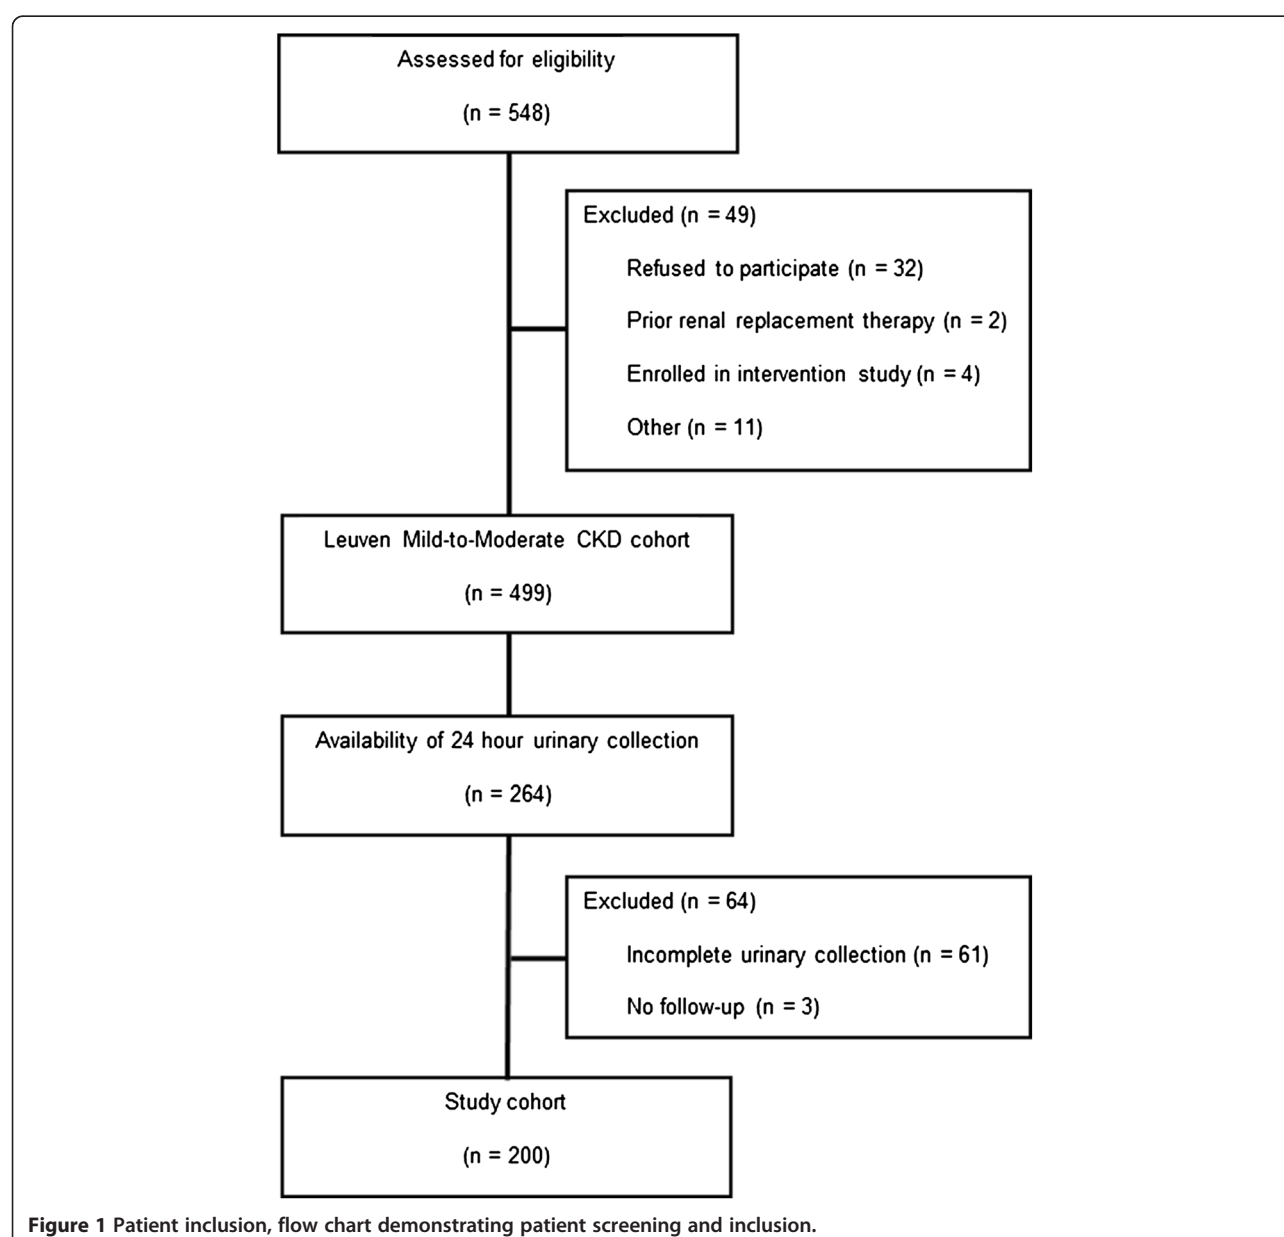 Assessed for eligibility
(n = 548)
Excluded (n = 49)
Refused to participate (n = 32)
Prior renal replacement therapy (n = 2)
Enrolled in intervention study (n = 4)
Other (n = 11)
Leuven Mild-to-Moderate CKD cohort
(n = 499)
Availability of 24 hour urinary collection
(n = 264)
Excluded (n = 64)
Incomplete urinary collection (n = 61)
No follow-up (n = 3)
Study cohort
(n = 200)
Figure 1 Patient inclusion, flow chart demonstrating patient screening and inclusion.